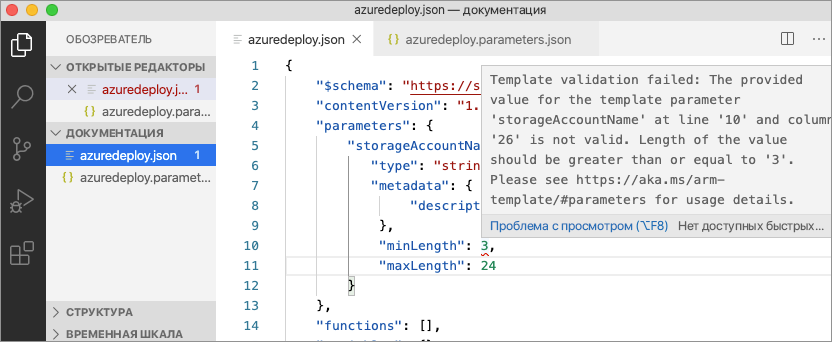 azuredeploy.json — документация
ОБОЗРЕВАТЕЛЬ
ОТКРЫТЫЕ РЕДАКТОРЫ
azuredeploy.j... 1
{} azuredeploy.para...
ДОКУМЕНТАЦИЯ
azuredeploy.json 1
{} azuredeploy.paramet...
СТРУКТУРА
ВРЕМЕННАЯ ШКАЛА
azuredeploy.json
{} azuredeploy.parameters.json
1 {
2 "$schema": "https://s
3 "contentVersion": "1.
4 "parameters": {
5 "storageAccountNa
6 "type": "strin
7 "metadata": {
8 "descript
9 },
10 "minLength": 3,
11 "maxLength": 24
12 }
13 },
14 "functions": [],
Template validation failed: The provided
value for the template parameter
'storageAccountName' at line '10' and column
'26' is not valid. Length of the value
should be greater than or equal to '3'.
Please see https://aka.ms/arm-
template/#parameters for usage details.
Проблема с просмотром (⌥F8) Нет доступных быстрых...